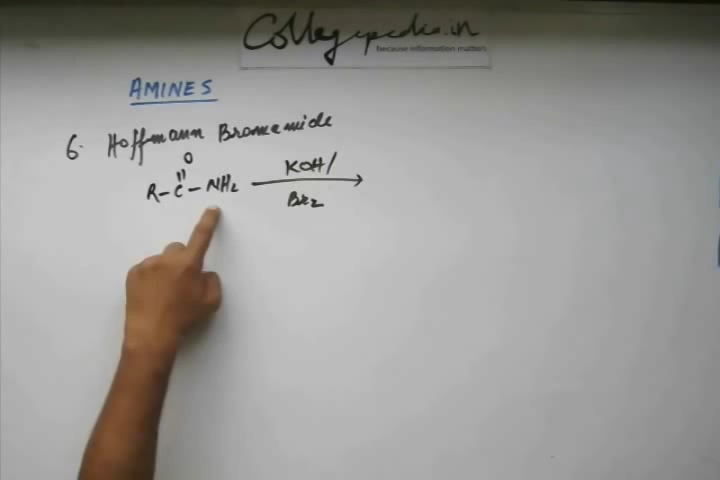 Collegepedia.in
because information matters
AMINES
6. Hoffmann Bromamide
O
R-C-NH2 KOH/
Br2